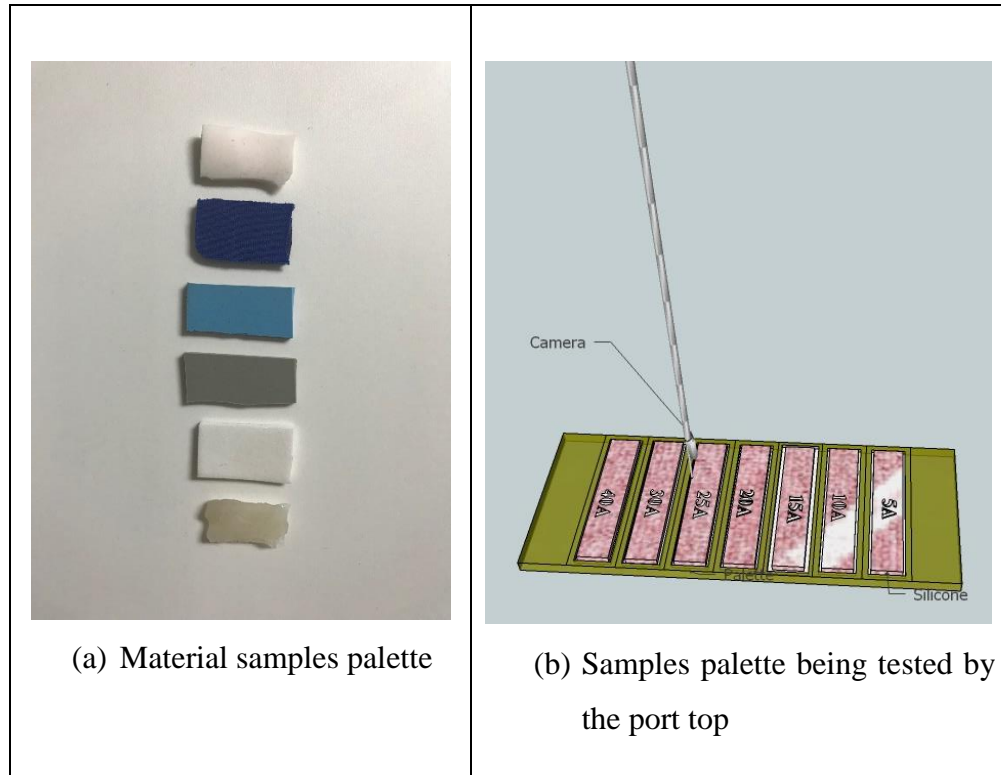 Camera
40A
30A
25A
20A
15A
10A
5A
Palette
Silicone
(a) Material samples palette
(b) Samples palette being tested by
the port top